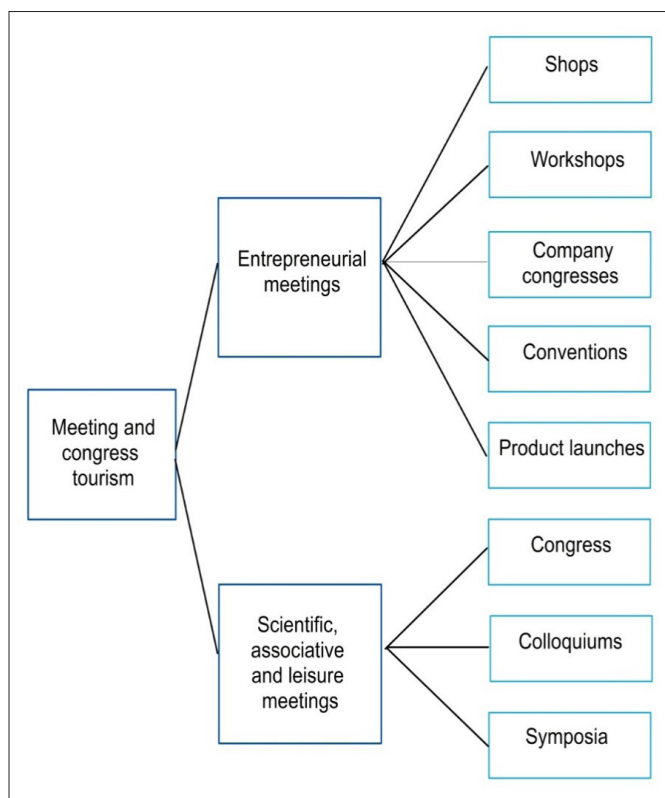 Shops
Workshops
Company
congresses
Conventions
Product launches
Entrepreneurial
meetings
Meeting and
congress
tourism
Scientific,
associative
and leisure
meetings
Congress
Colloquiums
Symposia